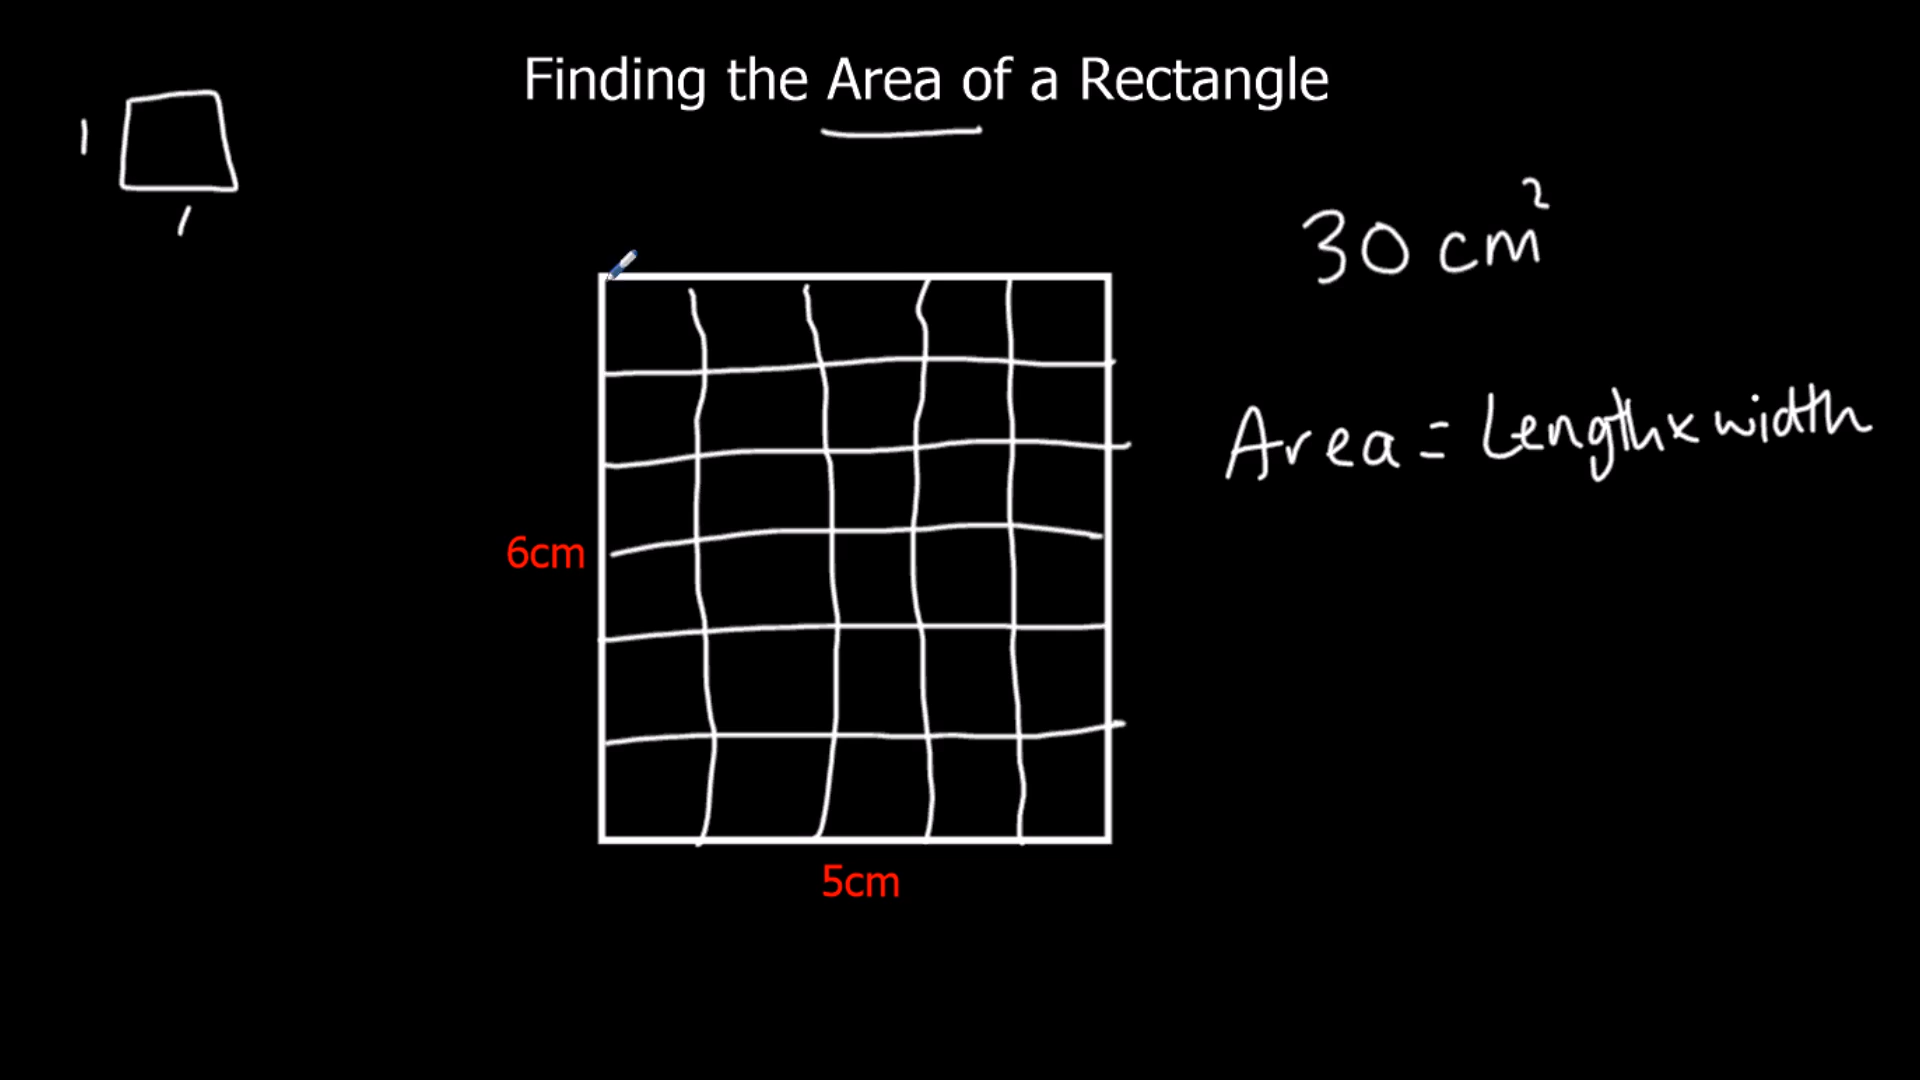 Finding the Area of a Rectangle
1
1
30 cm²
Area = Length x width
6cm
5cm